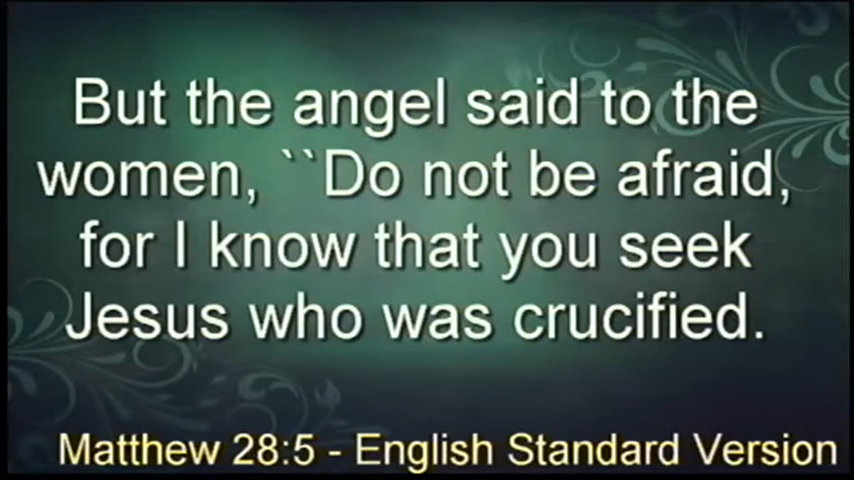 But the angel said to the
women, ``Do not be afraid,
for I know that you seek
Jesus who was crucified.
Matthew 28:5 - English Standard Version